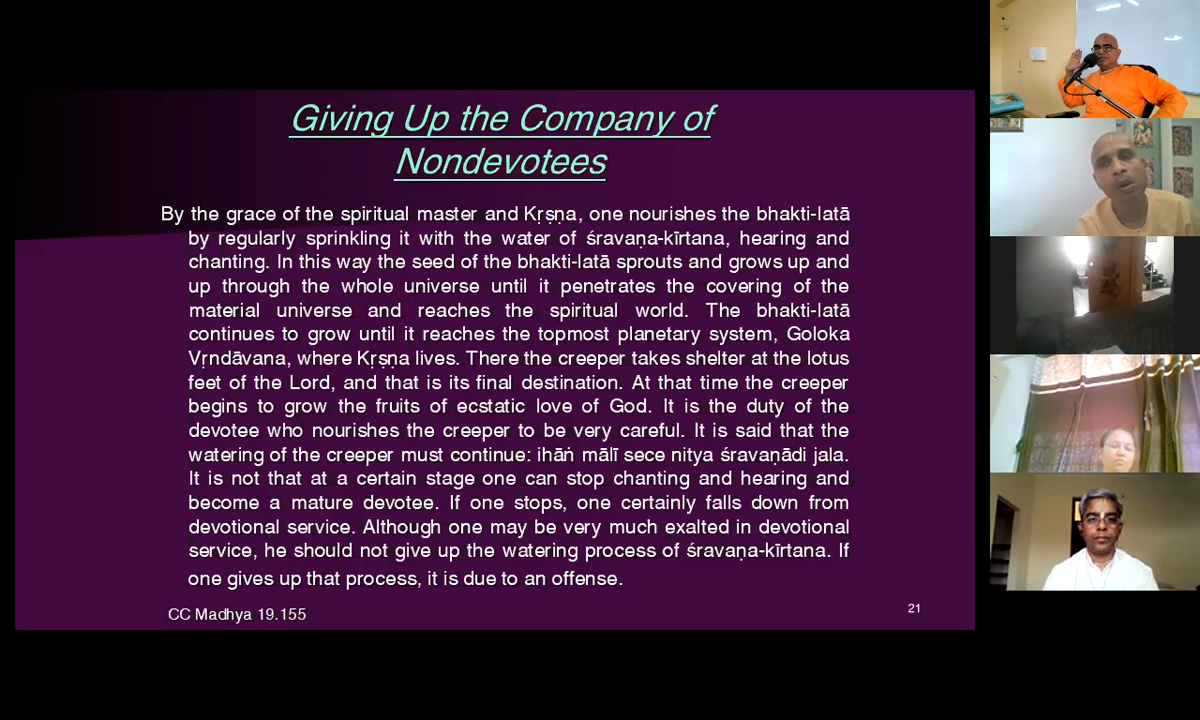 Giving Up the Company of
Nondevotees
By the grace of the spiritual master and Kṛṣṇa, one nourishes the bhakti-latā
by regularly sprinkling it with the water of śravaṇa-kīrtana, hearing and
chanting. In this way the seed of the bhakti-latā sprouts and grows up and
up through the whole universe until it penetrates the covering of the
material universe and reaches the spiritual world. The bhakti-latā
continues to grow until it reaches the topmost planetary system, Goloka
Vṛndāvana, where Kṛṣṇa lives. There the creeper takes shelter at the lotus
feet of the Lord, and that is its final destination. At that time the creeper
begins to grow the fruits of ecstatic love of God. It is the duty of the
devotee who nourishes the creeper to be very careful. It is said that the
watering of the creeper must continue: ihāṅ mālī sece nitya śravaṇādi jala.
It is not that at a certain stage one can stop chanting and hearing and
become a mature devotee. If one stops, one certainly falls down from
devotional service. Although one may be very much exalted in devotional
service, he should not give up the watering process of śravaṇa-kīrtana. If
one gives up that process, it is due to an offense.
CC Madhya 19.155
21